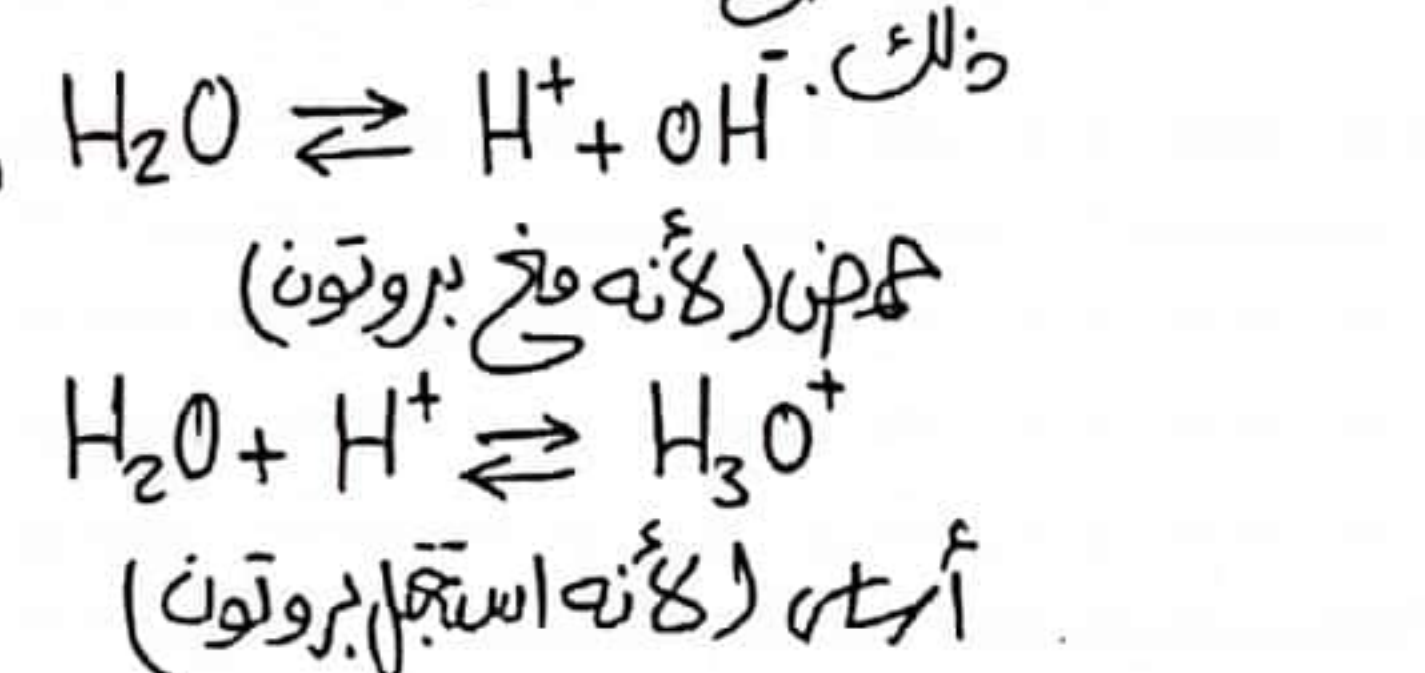 ذلك.
H₂O ⇌ H⁺ + OH⁻
حمض (لأنه منح بروتون)
H₂O + H⁺ ⇌ H₃O⁺
أساس (لأنه استقبل بروتون)